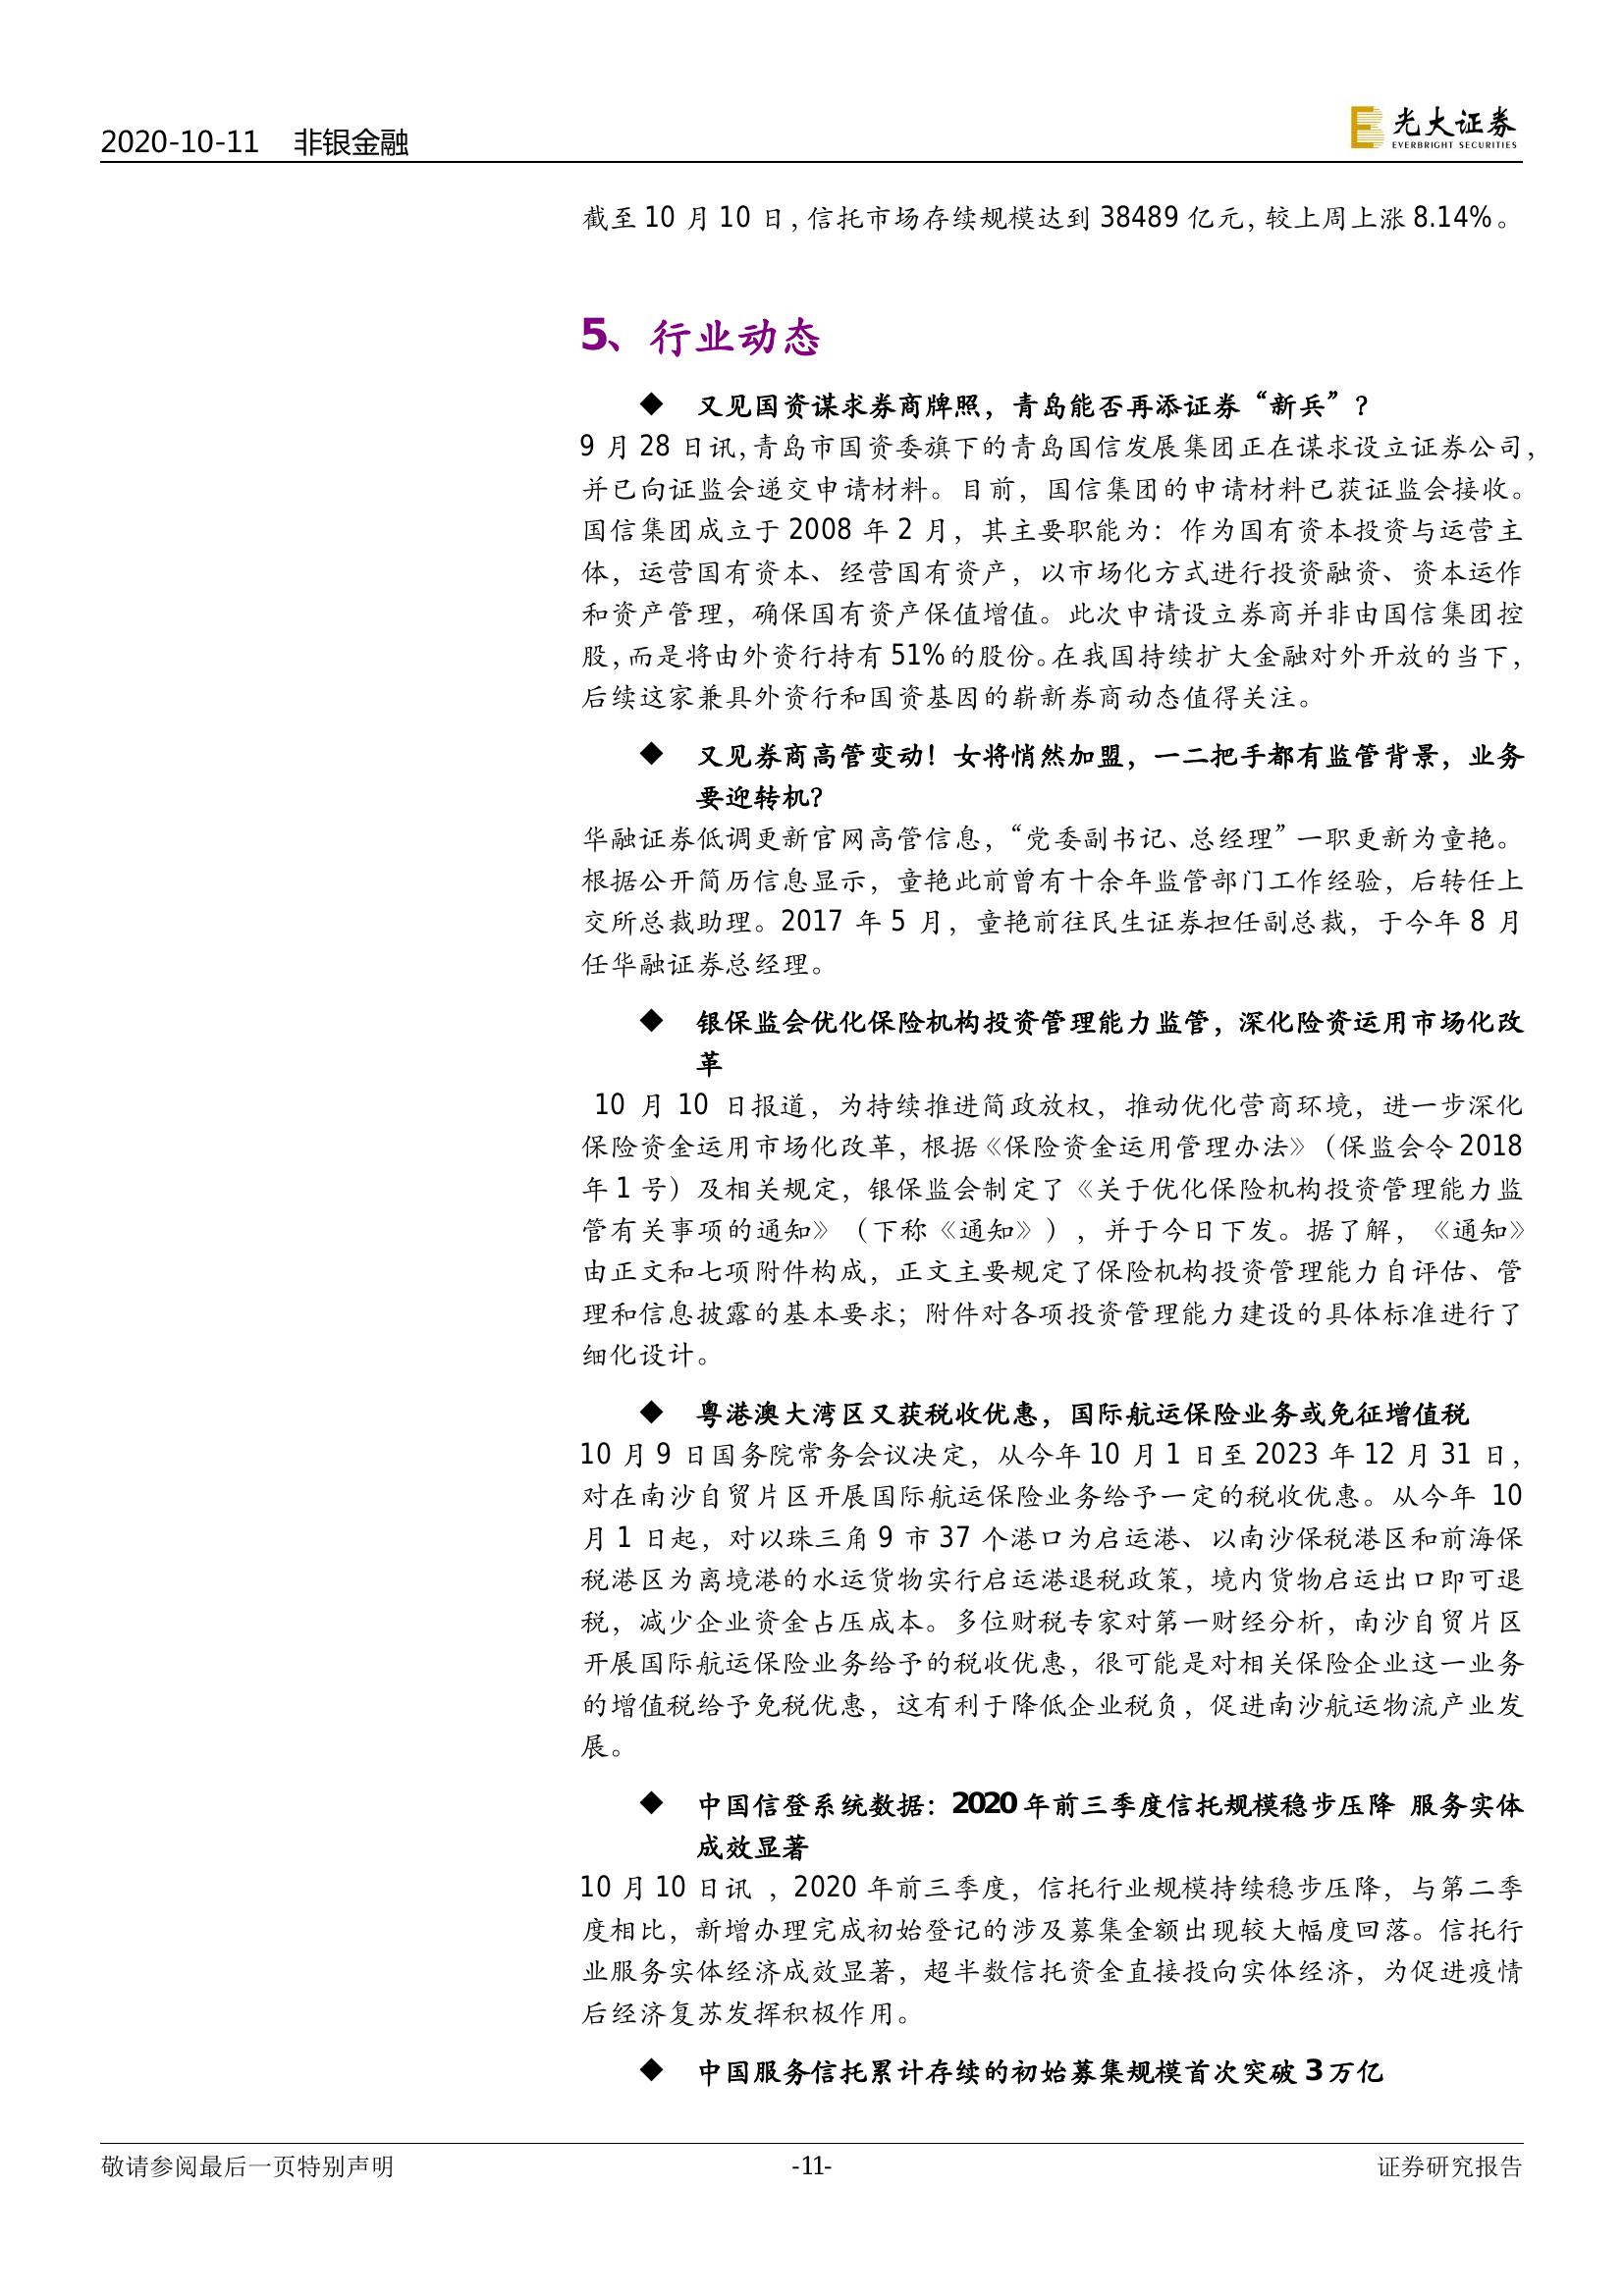 2020-10-11 非银金融
光大证券
EVERBRIGHT SECURITIES
截至 10 月 10 日，信托市场存续规模达到 38489 亿元，较上周上涨 8.14%。
5、行业动态
◆ 又见国资谋求券商牌照，青岛能否再添证券“新兵”？
9 月 28 日讯，青岛市国资委旗下的青岛国信发展集团正在谋求设立证券公司，
并已向证监会递交申请材料。目前，国信集团的申请材料已获证监会接收。
国信集团成立于 2008 年 2 月，其主要职能为：作为国有资本投资与运营主
体，运营国有资本、经营国有资产，以市场化方式进行投资融资、资本运作
和资产管理，确保国有资产保值增值。此次申请设立券商并非由国信集团控
股，而是将由外资行持有 51%的股份。在我国持续扩大金融对外开放的当下，
后续这家兼具外资行和国资基因的崭新券商动态值得关注。
◆ 又见券商高管变动！女将悄然加盟，一二把手都有监管背景，业务
要迎转机？
华融证券低调更新官网高管信息，“党委副书记、总经理”一职更新为童艳。
根据公开简历信息显示，童艳此前曾有十余年监管部门工作经验，后转任上
交所总裁助理。2017 年 5 月，童艳前往民生证券担任副总裁，于今年 8 月
任华融证券总经理。
◆ 银保监会优化保险机构投资管理能力监管，深化险资运用市场化改
革
10 月 10 日报道，为持续推进简政放权，推动优化营商环境，进一步深化
保险资金运用市场化改革，根据《保险资金运用管理办法》（保监会令 2018
年 1 号）及相关规定，银保监会制定了《关于优化保险机构投资管理能力监
管有关事项的通知》（下称《通知》），并于今日下发。据了解，《通知》
由正文和七项附件构成，正文主要规定了保险机构投资管理能力自评估、管
理和信息披露的基本要求；附件对各项投资管理能力建设的具体标准进行了
细化设计。
◆ 粤港澳大湾区又获税收优惠，国际航运保险业务或免征增值税
10 月 9 日国务院常务会议决定，从今年 10 月 1 日至 2023 年 12 月 31 日，
对在南沙自贸片区开展国际航运保险业务给予一定的税收优惠。从今年 10
月 1 日起，对以珠三角 9 市 37 个港口为启运港、以南沙保税港区和前海保
税港区为离境港的水运货物实行启运港退税政策，境内货物启运出口即可退
税，减少企业资金占压成本。多位财税专家对第一财经分析，南沙自贸片区
开展国际航运保险业务给予的税收优惠，很可能是对相关保险企业这一业务
的增值税给予免税优惠，这有利于降低企业税负，促进南沙航运物流产业发
展。
◆ 中国信登系统数据：2020 年前三季度信托规模稳步压降 服务实体
成效显著
10 月 10 日讯 ，2020 年前三季度，信托行业规模持续稳步压降，与第二季
度相比，新增办理完成初始登记的涉及募集金额出现较大幅度回落。信托行
业服务实体经济成效显著，超半数信托资金直接投向实体经济，为促进疫情
后经济复苏发挥积极作用。
◆ 中国服务信托累计存续的初始募集规模首次突破 3 万亿
敬请参阅最后一页特别声明 -11- 证券研究报告